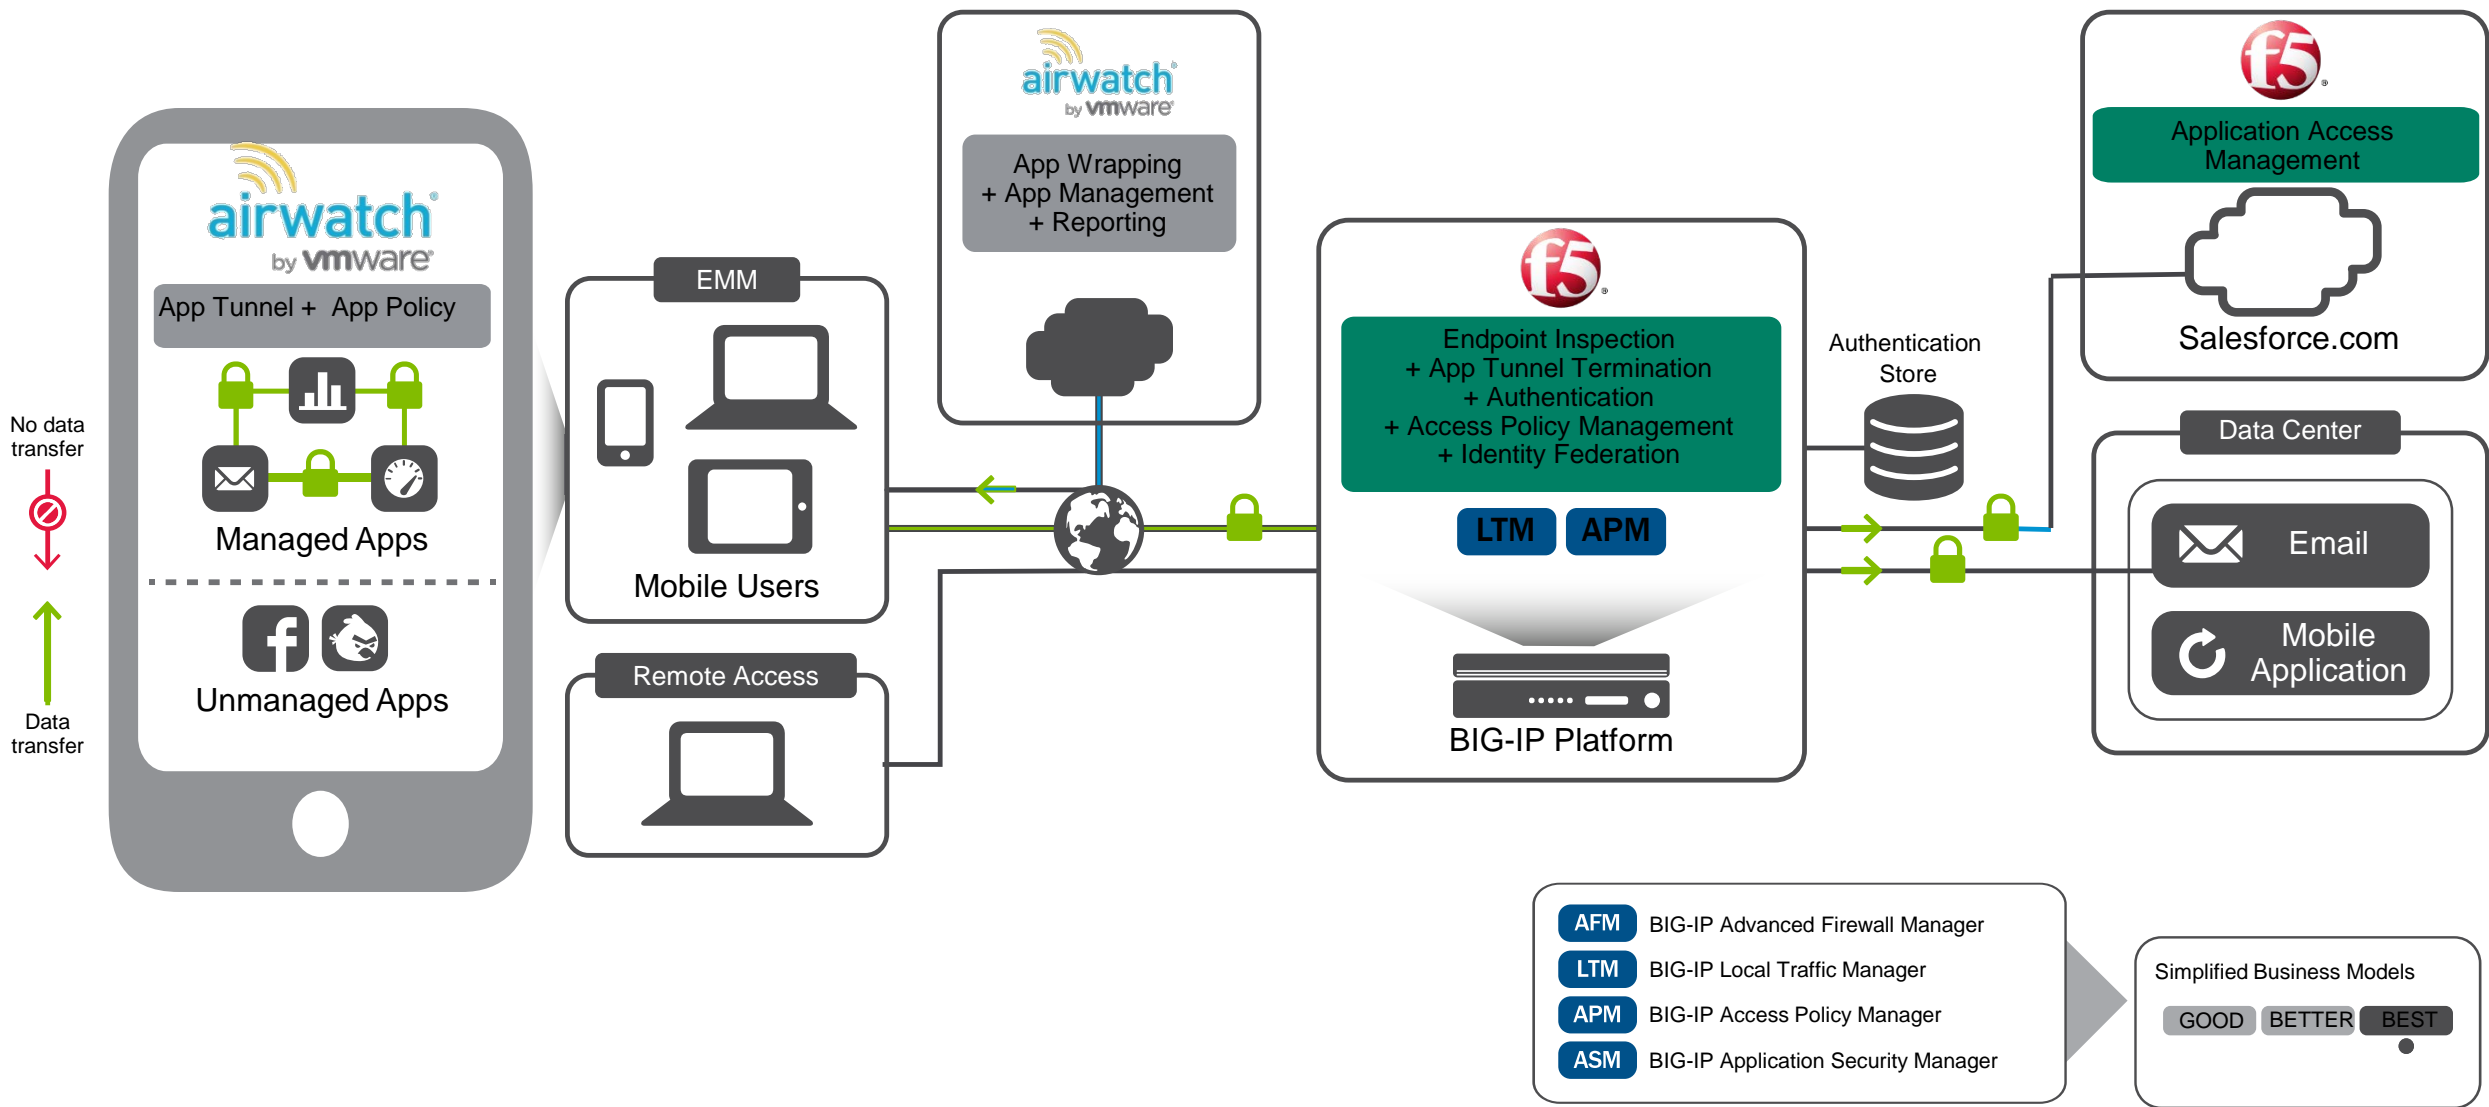 airwatch
by vmware
App Tunnel + App Policy
Managed Apps
Unmanaged Apps
No data
transfer
Data
transfer
EMM
Mobile Users
Remote Access
airwatch
by vmware
App Wrapping
+ App Management
+ Reporting
f5
Endpoint Inspection
+ App Tunnel Termination
+ Authentication
+ Access Policy Management
+ Identity Federation
LTM APM
BIG-IP Platform
Authentication
Store
f5
Application Access
Management
Salesforce.com
Data Center
Email
Mobile
Application
AFM BIG-IP Advanced Firewall Manager
LTM BIG-IP Local Traffic Manager
APM BIG-IP Access Policy Manager
ASM BIG-IP Application Security Manager
Simplified Business Models
GOOD BETTER BEST